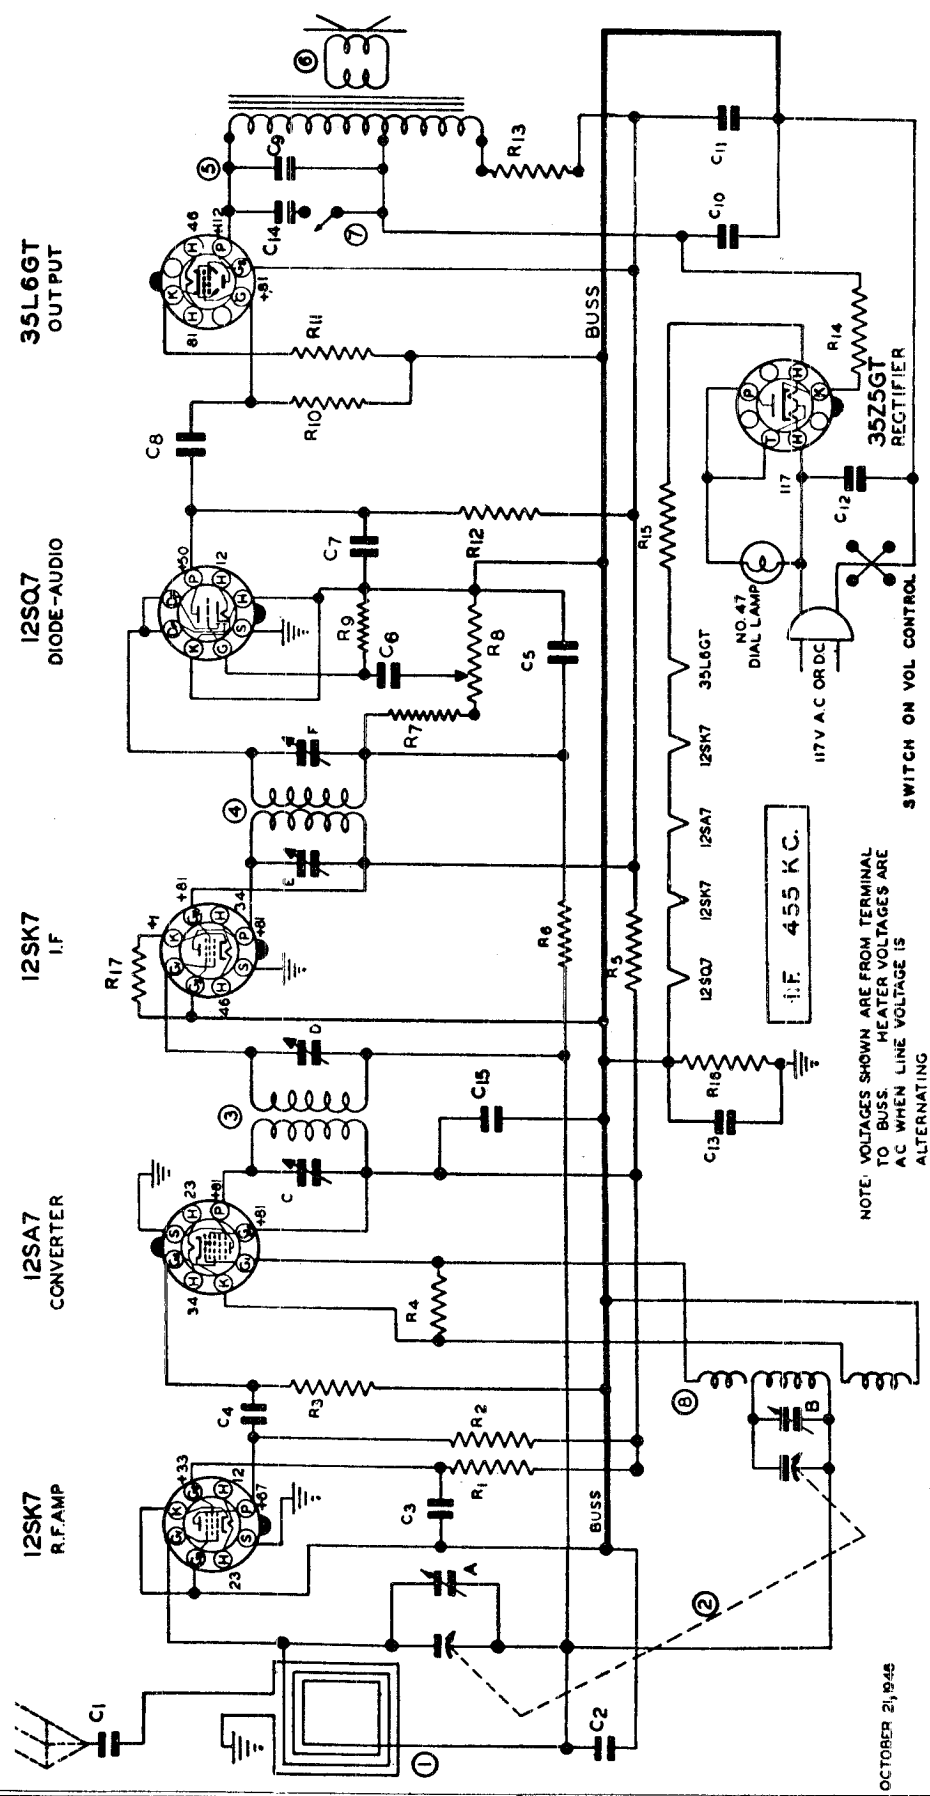 12SK7
R.F. AMP
12SA7
CONVERTER
12SK7
I.F
12SQ7
DIODE-AUDIO
35L6GT
OUTPUT
C1
1
K
G1
G3
G2
H
P
S
H
+33
12
+67
23
C4
R3
R2
R1
C3
A
2
BUSS
C2
S
H
23
P
+81
+81
K
H
34
R4
C
3
D
C15
8
B
R17
+1
K
+81
H
34
P
+81
S
H
46
E
4
F
R6
R5
K
G
S
H
H
12
P
+50
R7
R9
C6
R8
C7
R12
C5
C8
R10
R11
K
H
46
P
+112
G
+81
H
81
5
C9
C14
7
6
R13
BUSS
C10
C11
R14
P
H
K
H
T
35Z5GT
RECTIFIER
117
C12
R15
NO. 47
DIAL LAMP
117V A.C OR DC
SWITCH ON VOL CONTROL
12SQ7
12SK7
12SA7
12SK7
35L6GT
C13
R16
I.F. 455 KC.
NOTE: VOLTAGES SHOWN ARE FROM TERMINAL
TO BUSS. HEATER VOLTAGES ARE
AC WHEN LINE VOLTAGE IS
ALTERNATING
OCTOBER 21, 1946